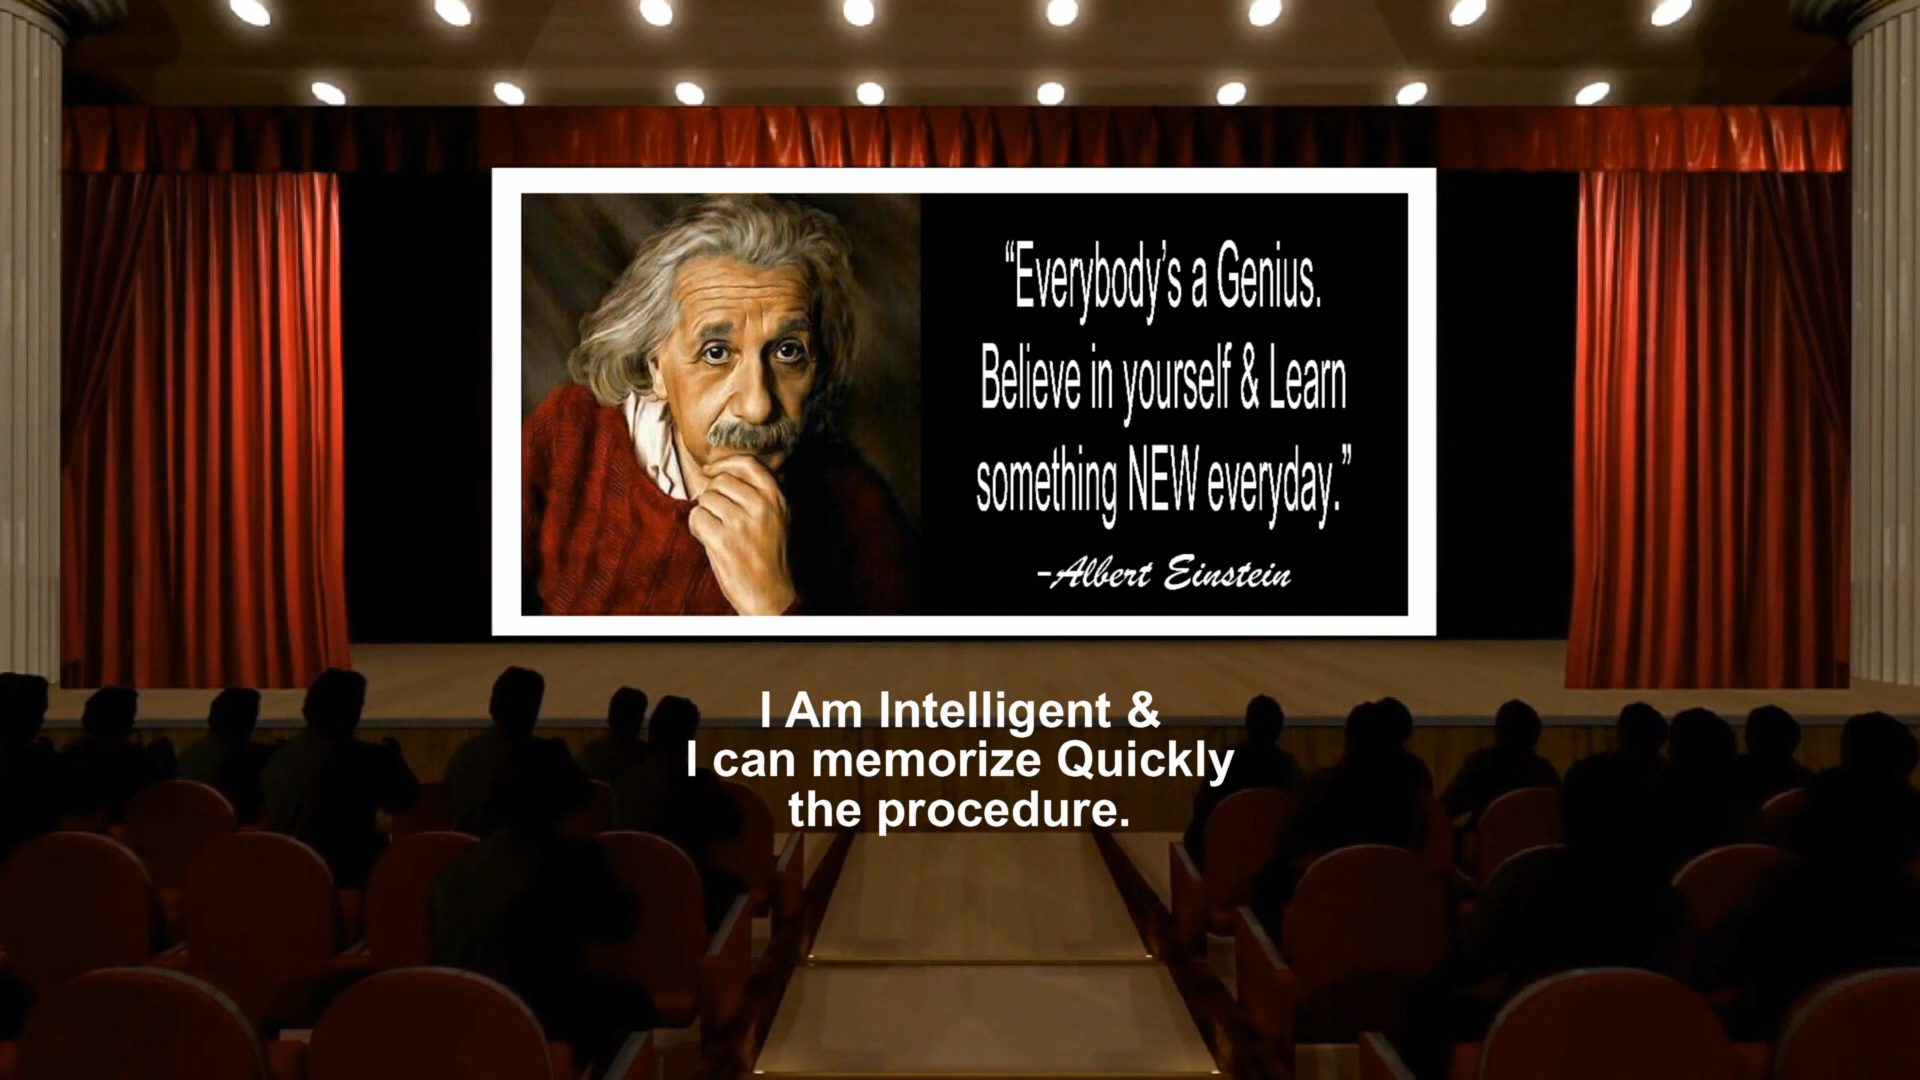 “Everybody’s a Genius.
Believe in yourself & Learn
something NEW everyday.”
-Albert Einstein
I Am Intelligent &
I can memorize Quickly
the procedure.